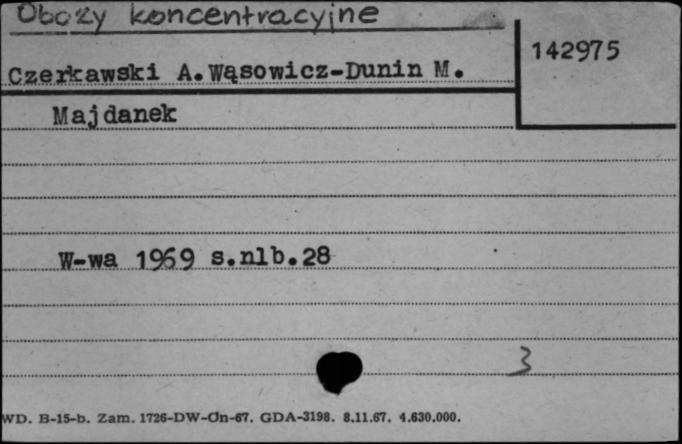 Obozy koncentracyjne
142975
Czerkawski A.Wąsowicz-Dunin M.
Majdanek
W-wa 1969 s.nlb.28
3
WD. B-15-b. Zam. 1726-DW-On-67. GDA-3198. 8.11.67. 4.630.000.